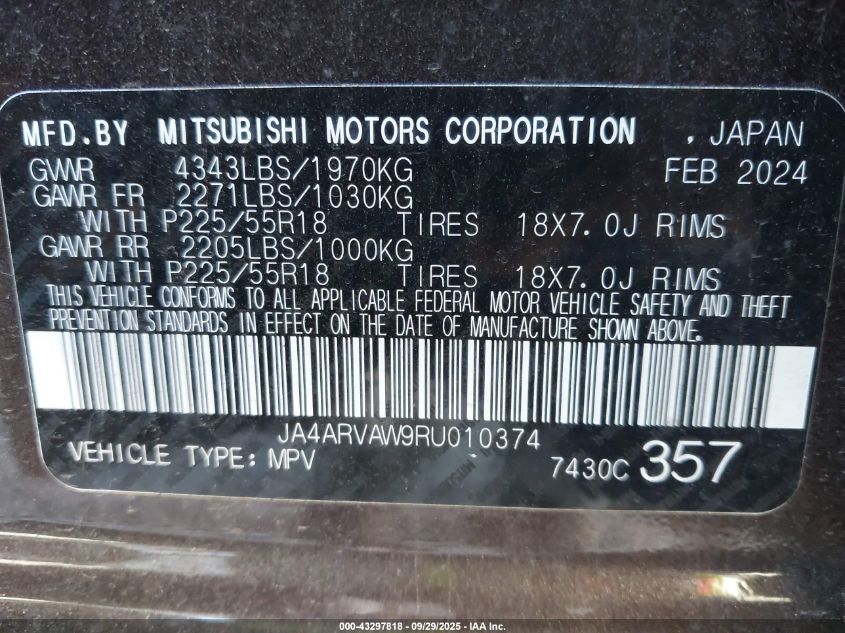 MFD.BY MITSUBISHI MOTORS CORPORATION , JAPAN
GVWR 4343LBS/1970KG FEB 2024
GAWR FR 2271LBS/1030KG
WITH P225/55R18 TIRES 18X7.0J RIMS
GAWR RR 2205LBS/1000KG
WITH P225/55R18 TIRES 18X7.0J RIMS
THIS VEHICLE CONFORMS TO ALL APPLICABLE FEDERAL MOTOR VEHICLE SAFETY AND THEFT
PREVENTION STANDARDS IN EFFECT ON THE DATE OF MANUFACTURE SHOWN ABOVE.
JA4ARVAW9RU010374
VEHICLE TYPE: MPV 7430C 357
000-43297818 | 09/29/2025 - IAA Inc.